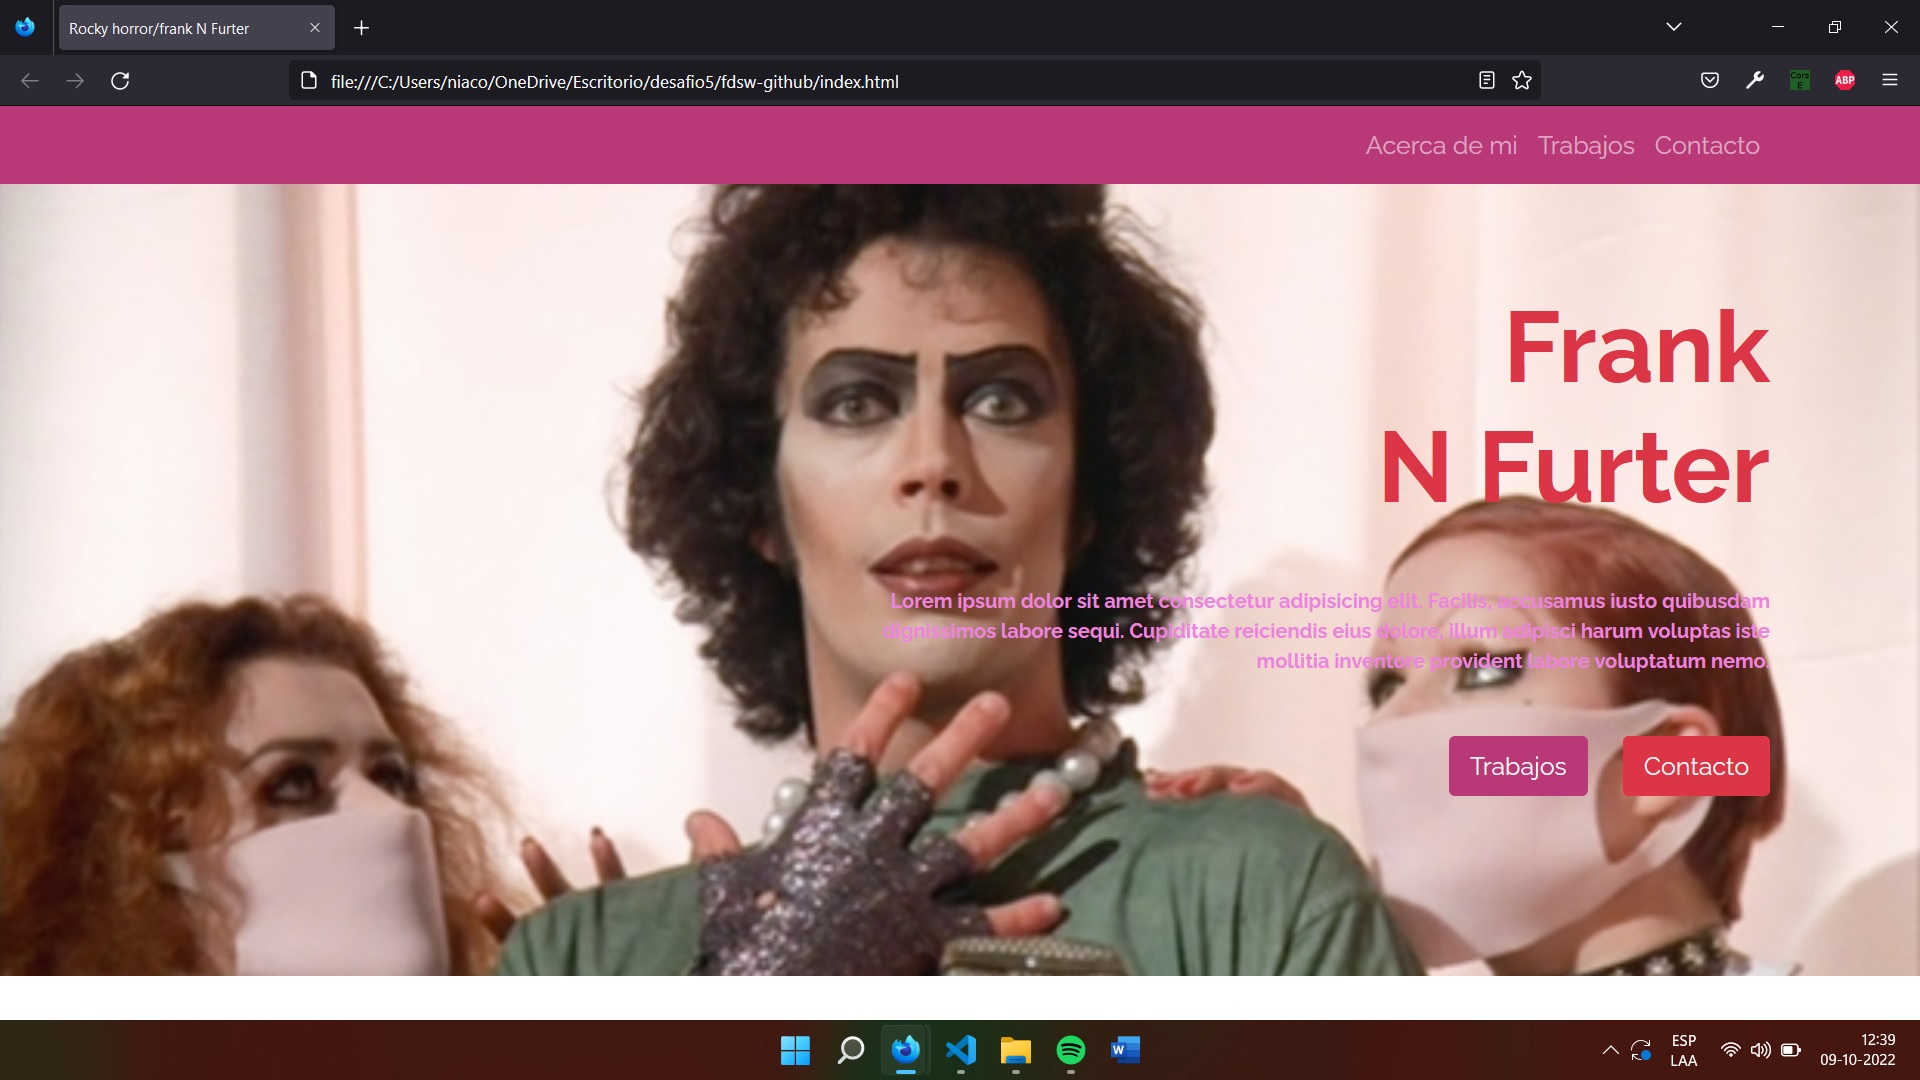 Rocky horror/frank N Furter
file:///C:/Users/niaco/OneDrive/Escritorio/desafio5/fdsw-github/index.html
Cors
E
ABP
Acerca de mi Trabajos Contacto
Frank
N Furter
Lorem ipsum dolor sit amet consectetur adipisicing elit. Facilis, accusamus iusto quibusdam
dignissimos labore sequi. Cupiditate reiciendis eius dolore, illum adipisci harum voluptas iste
mollitia inventore provident labore voluptatum nemo.
Trabajos Contacto
W
ESP
LAA
12:39
09-10-2022